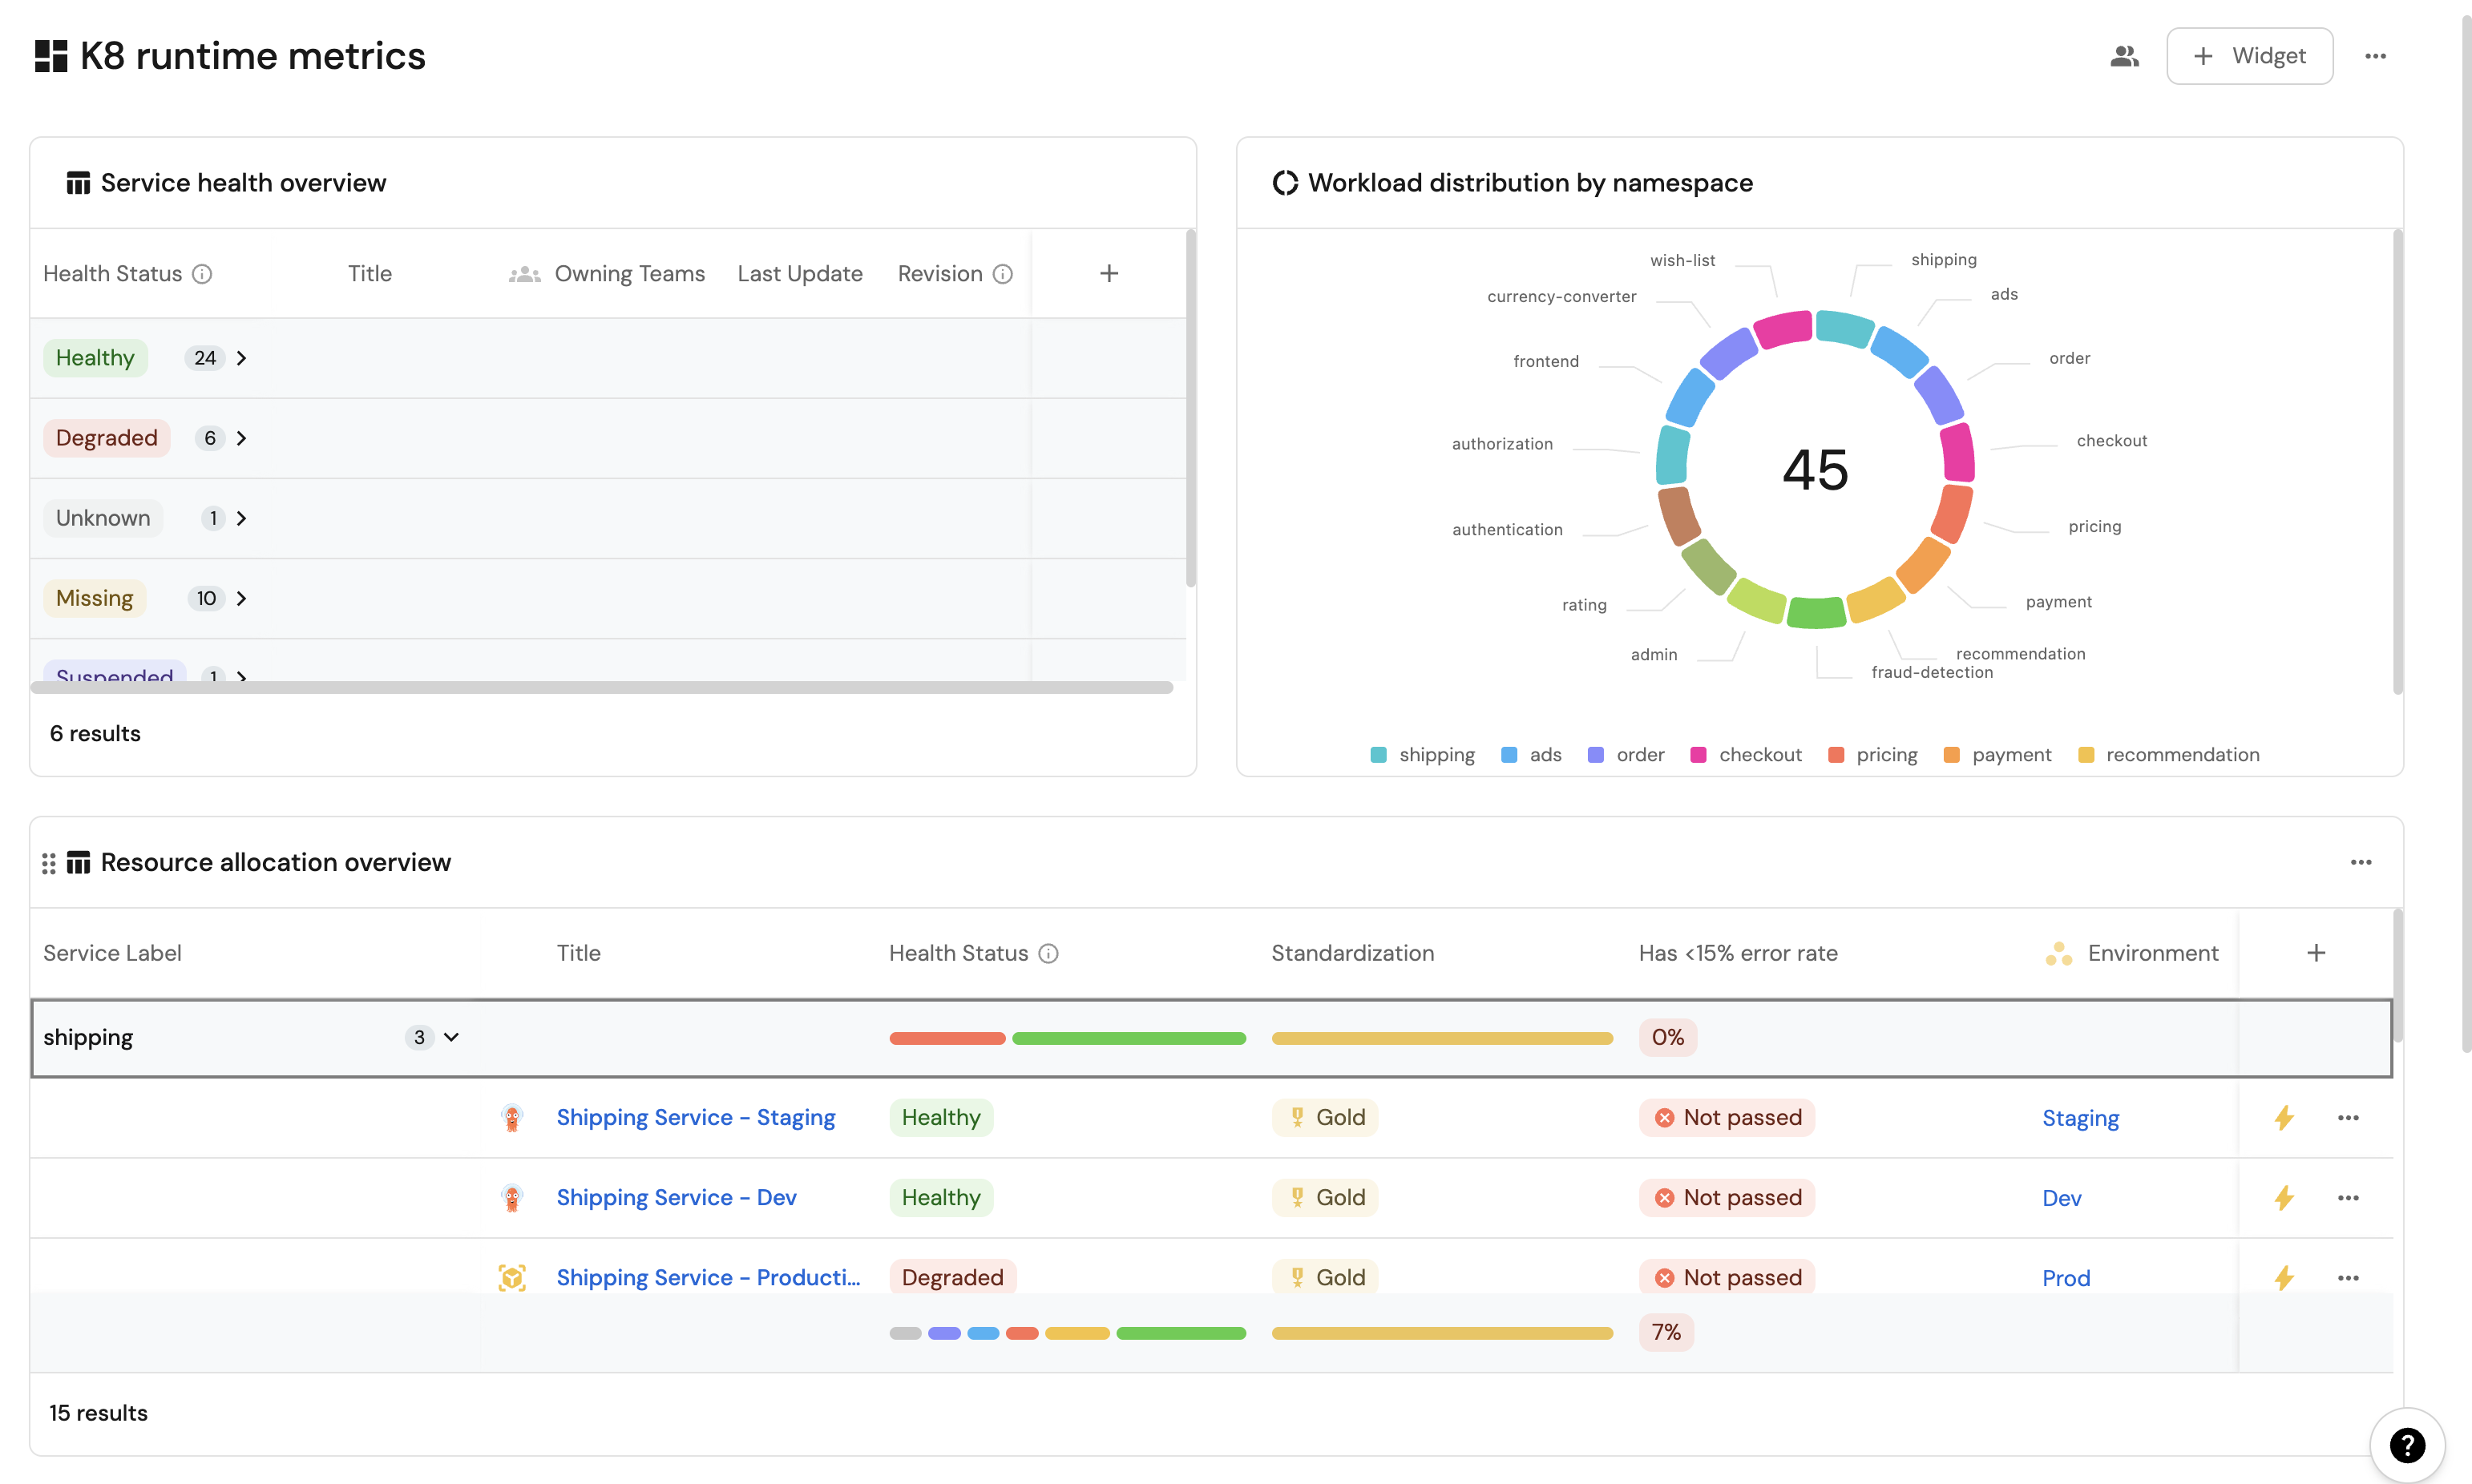 K8 runtime metrics
+ Widget
Service health overview
Health Status Title Owning Teams Last Update Revision
Healthy 24
Degraded 6
Unknown 1
Missing 10
Suspended 1
6 results
Workload distribution by namespace
wish-list
shipping
currency-converter
ads
frontend
order
authorization
checkout
45
authentication
pricing
rating
payment
admin
recommendation
fraud-detection
shipping ads order checkout pricing payment recommendation
Resource allocation overview
Service Label Title Health Status Standardization Has <15% error rate Environment
shipping 3 0%
Shipping Service - Staging Healthy Gold Not passed Staging
Shipping Service - Dev Healthy Gold Not passed Dev
Shipping Service - Producti... Degraded Gold Not passed Prod
7%
15 results
?